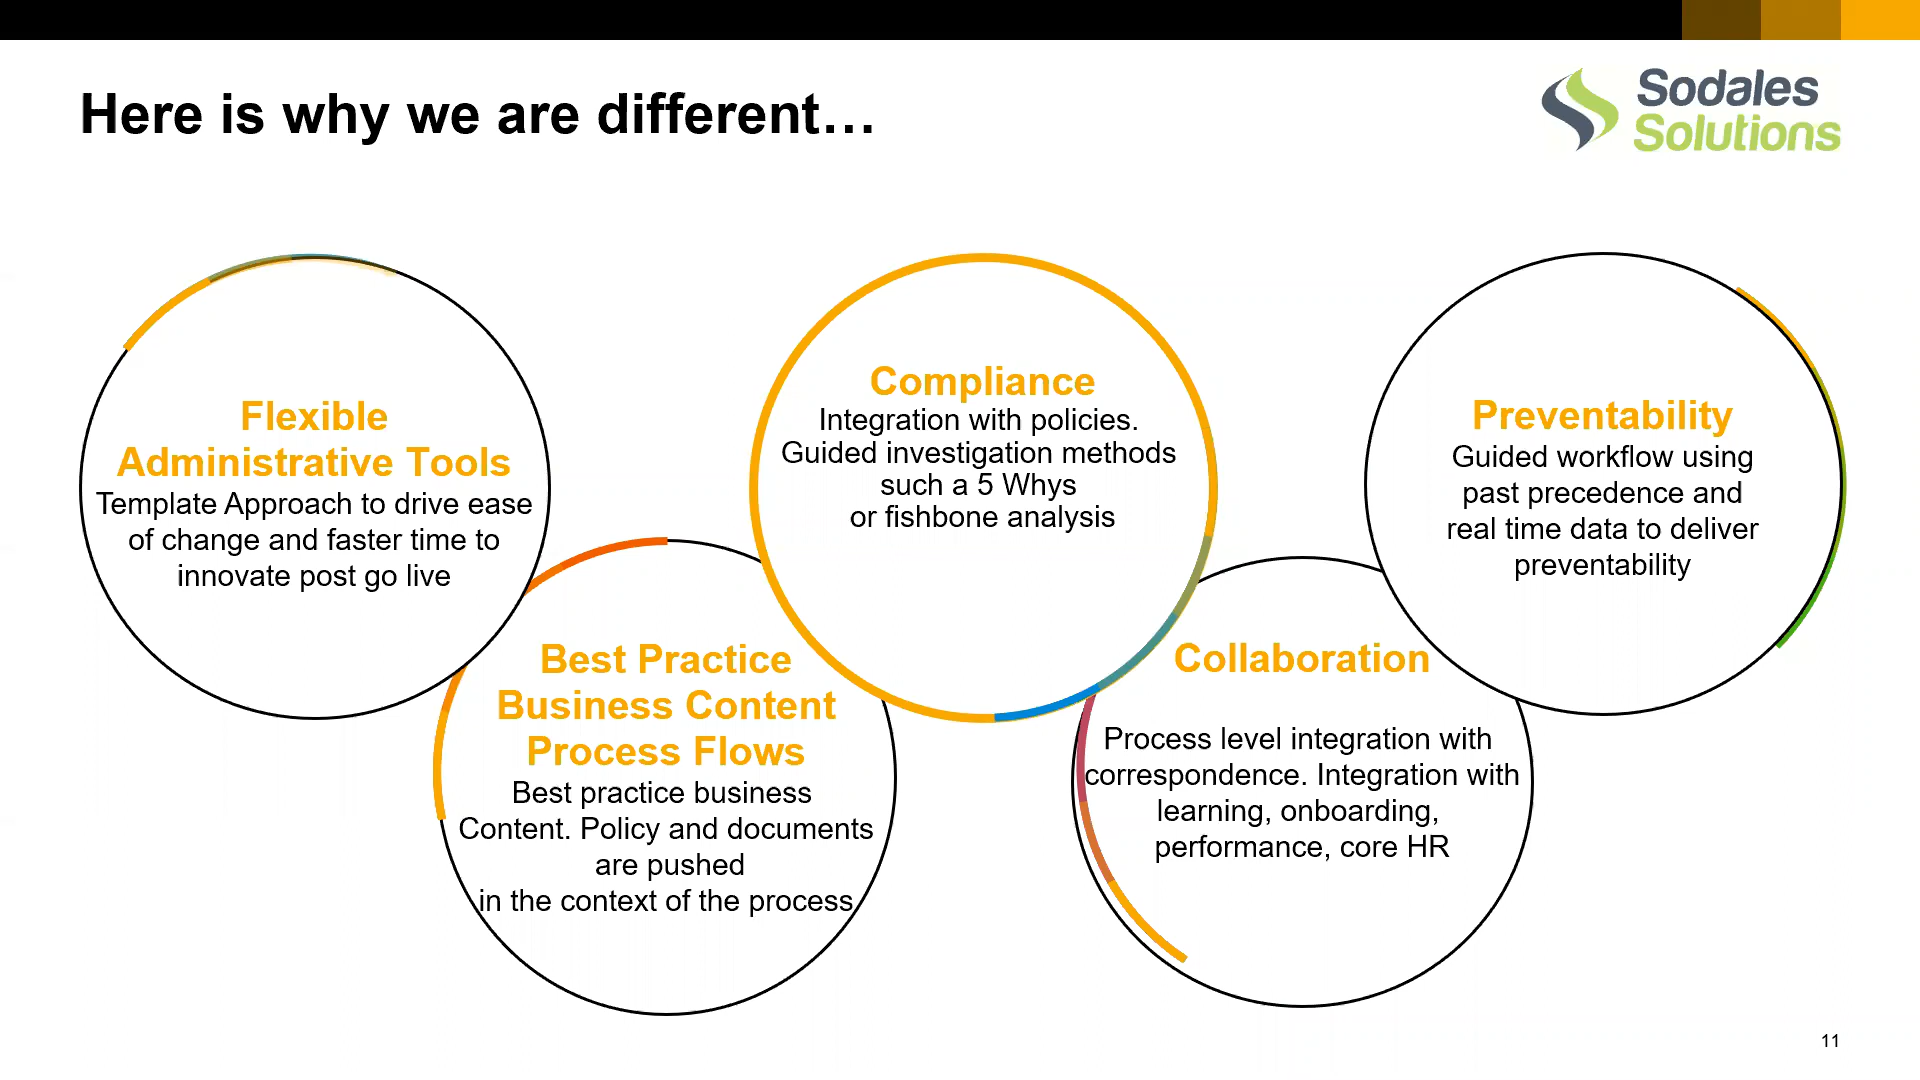 Here is why we are different…
Sodales
Solutions
Flexible
Administrative Tools
Template Approach to drive ease
of change and faster time to
innovate post go live
Best Practice
Business Content
Process Flows
Best practice business
Content. Policy and documents
are pushed
in the context of the process
Compliance
Integration with policies.
Guided investigation methods
such a 5 Whys
or fishbone analysis
Collaboration
Process level integration with
correspondence. Integration with
learning, onboarding,
performance, core HR
Preventability
Guided workflow using
past precedence and
real time data to deliver
preventability
11